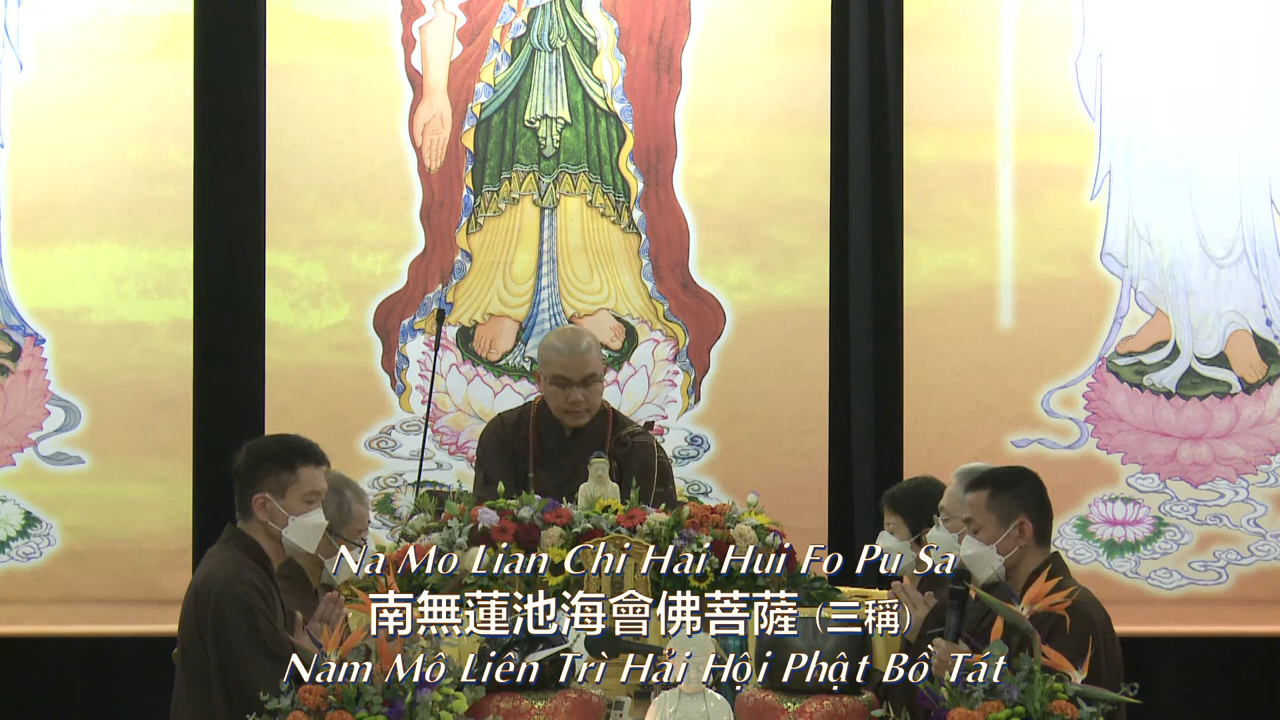 Na Mo Lian Chi Hai Hui Fo Pu Sa
南無蓮池海會佛菩薩 (三稱)
Nam Mô Liên Trì Hải Hội Phật Bồ Tát